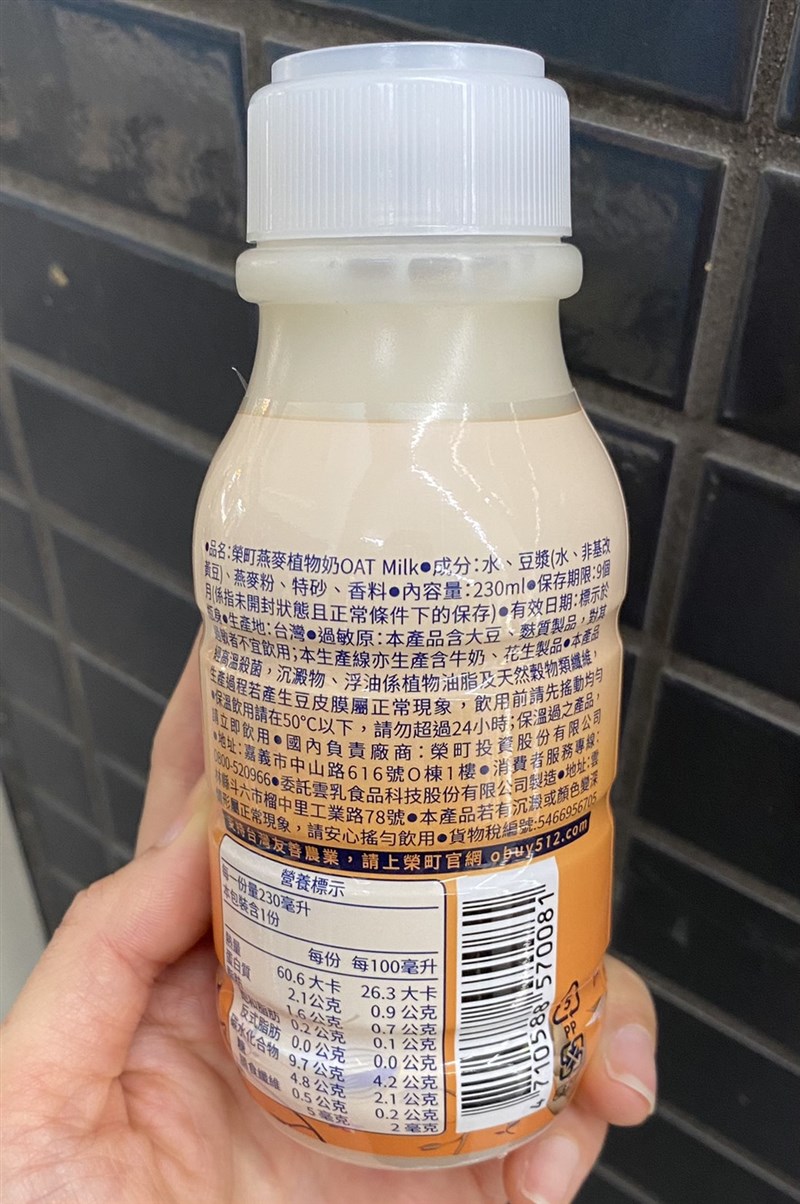 ●品名:榮町燕麥植物奶OAT Milk●成分:水、豆漿(水、非基改
黃豆)、燕麥粉、特砂、香料●內容量:230ml●保存期限:9個
月(係指未開封狀態且正常條件下的保存)●有效日期:標示於
瓶身●生產地:台灣●過敏原:本產品含大豆、麩質製品,對其
過敏者不宜飲用;本生產線亦生產含牛奶、花生製品●本產品
超高溫殺菌,沉澱物、浮油係植物油脂及天然穀物類纖維,
生產過程若產生豆皮膜屬正常現象,飲用前請先搖動均勻
●保溫飲用請在50°C以下,請勿超過24小時;保溫過之產品,
請立即飲用●國內負責廠商:榮町投資股份有限公司
●地址:嘉義市中山路616號O棟1樓●消費者服務專線:
0800-520966●委託雲乳食品科技股份有限公司製造●地址:雲
林縣斗六市榴中里工業路78號●本產品若有沉澱或顏色變深
情形屬正常現象,請安心搖勻飲用●貨物稅編號:5466956705
台灣友善農業,請上榮町官網 obuy512.com
營養標示
每一份量230毫升
本包裝含1份
每份 每100毫升
熱量 60.6 大卡 26.3 大卡
蛋白質 2.1公克 0.9 公克
1.6 公克 0.7 公克
脂肪 0.2 公克 0.1 公克
反式脂肪 0.0 公克 0.0 公克
碳水化合物 9.7 公克 4.2 公克
糖 4.8 公克 2.1 公克
膳食纖維 0.5 公克 0.2 公克
5 毫克 2 毫克
4 710588 570081
5
PP